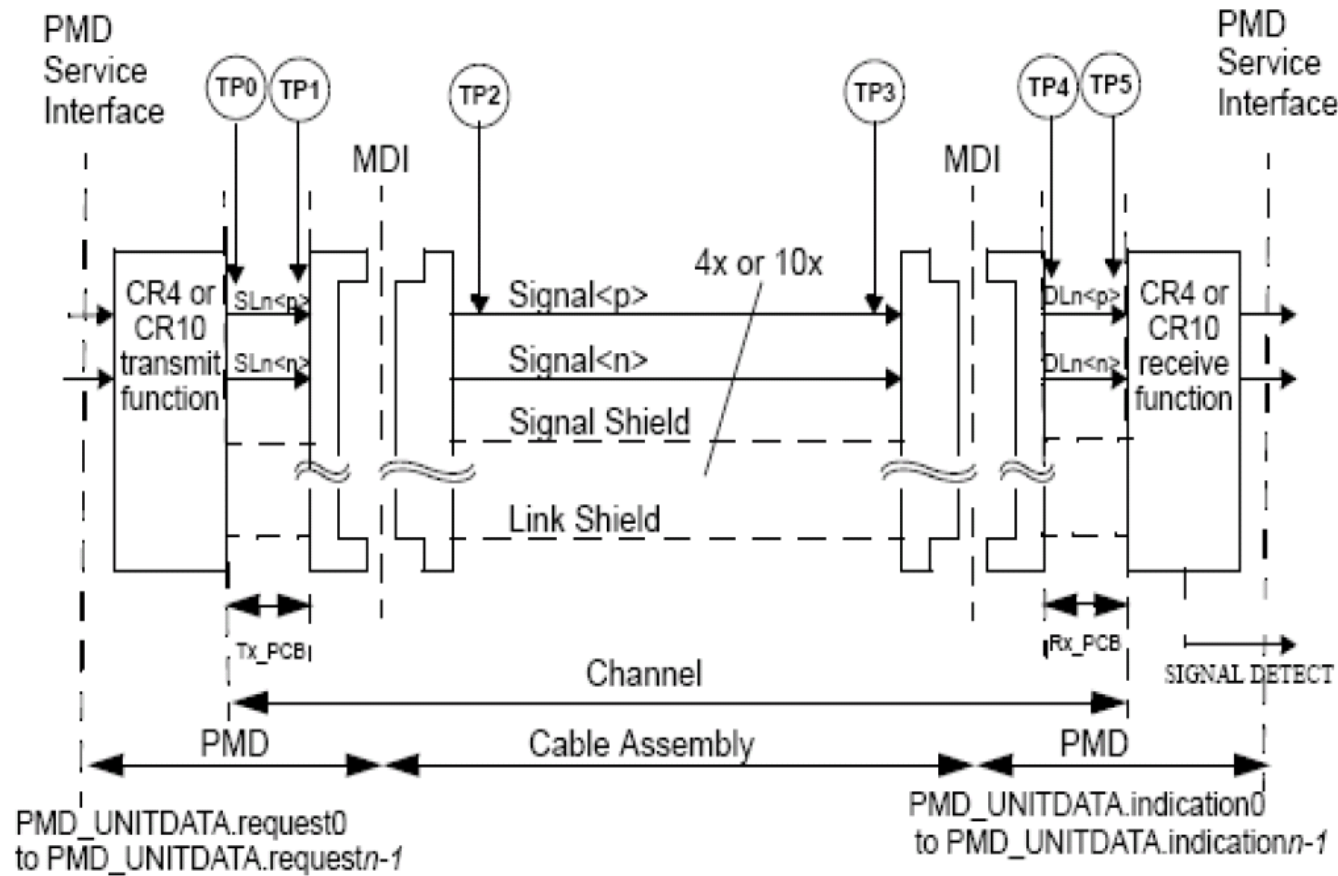 PMD
Service
Interface
TP0
TP1
TP2
TP3
TP4
TP5
PMD
Service
Interface
MDI
MDI
CR4 or
CR10
transmit
function
SLn<p>
SLn<n>
Signal<p>
Signal<n>
Signal Shield
Link Shield
4x or 10x
DLn<p>
DLn<n>
CR4 or
CR10
receive
function
Tx_PCB
Rx_PCB
SIGNAL DETECT
Channel
PMD
Cable Assembly
PMD
PMD_UNITDATA.request0
to PMD_UNITDATA.requestn-1
PMD_UNITDATA.indication0
to PMD_UNITDATA.indicationn-1